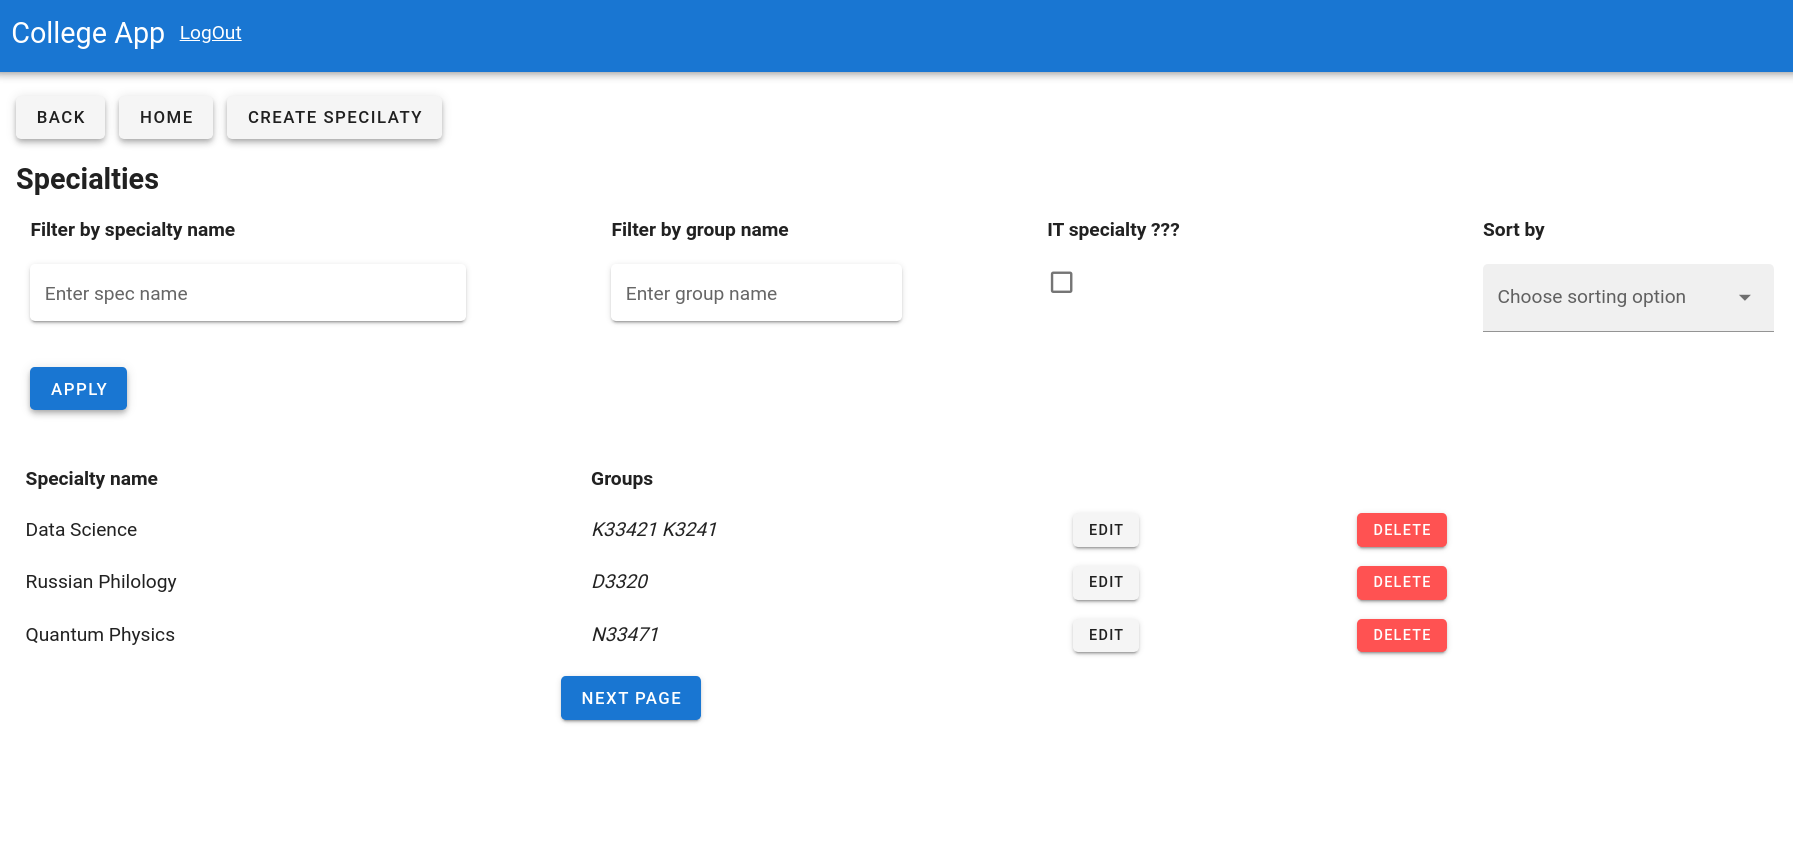 College App LogOut
BACK HOME CREATE SPECILATY
Specialties
Filter by specialty name Filter by group name IT specialty ??? Sort by
Enter spec name Enter group name Choose sorting option
APPLY
Specialty name Groups
Data Science K33421 K3241 EDIT DELETE
Russian Philology D3320 EDIT DELETE
Quantum Physics N33471 EDIT DELETE
NEXT PAGE